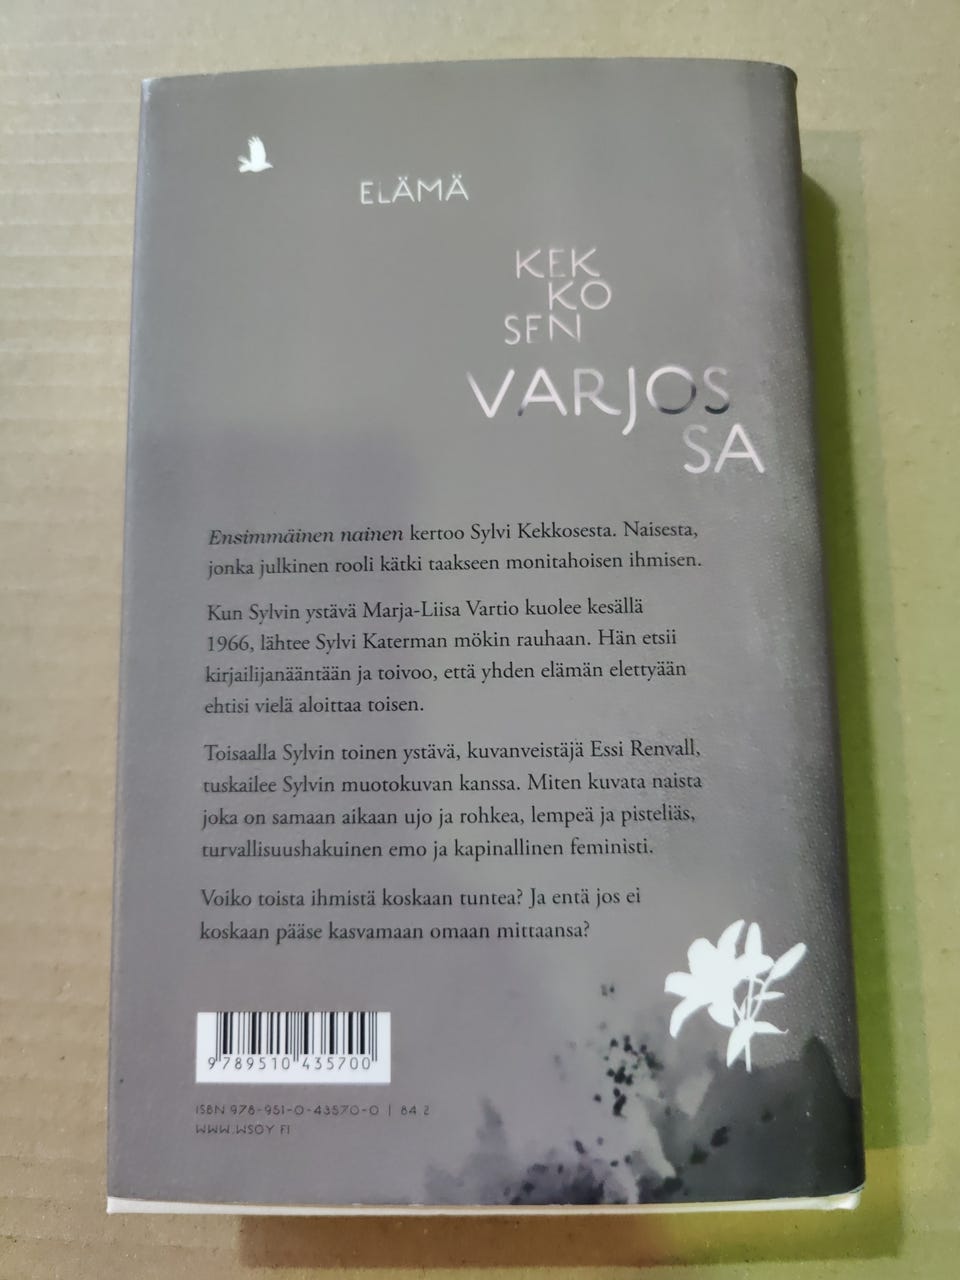 ELÄMÄ
KEK
KO
SEN
VARJOS
SA
Ensimmäinen nainen kertoo Sylvi Kekkosesta. Naisesta,
jonka julkinen rooli kätki taakseen monitahoisen ihmisen.
Kun Sylvin ystävä Marja-Liisa Vartio kuolee kesällä
1966, lähtee Sylvi Katerman mökin rauhaan. Hän etsii
kirjailijanääntään ja toivoo, että yhden elämän elettyään
ehtisi vielä aloittaa toisen.
Toisaalla Sylvin toinen ystävä, kuvanveistäjä Essi Renvall,
tuskailee Sylvin muotokuvan kanssa. Miten kuvata naista
joka on samaan aikaan ujo ja rohkea, lempeä ja pisteliäs,
turvallisuushakuinen emo ja kapinallinen feministi.
Voiko toista ihmistä koskaan tuntea? Ja entä jos ei
koskaan pääse kasvamaan omaan mittaansa?
9 789510 435700
ISBN 978-951-0-43570-0 | 84.2
WWW.WSOY.FI